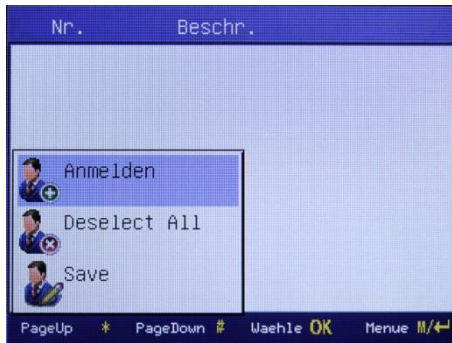 Nr. Beschr.
Anmelden
Deselect All
Save
PageUp * PageDown # Waehle OK Menue M/↵